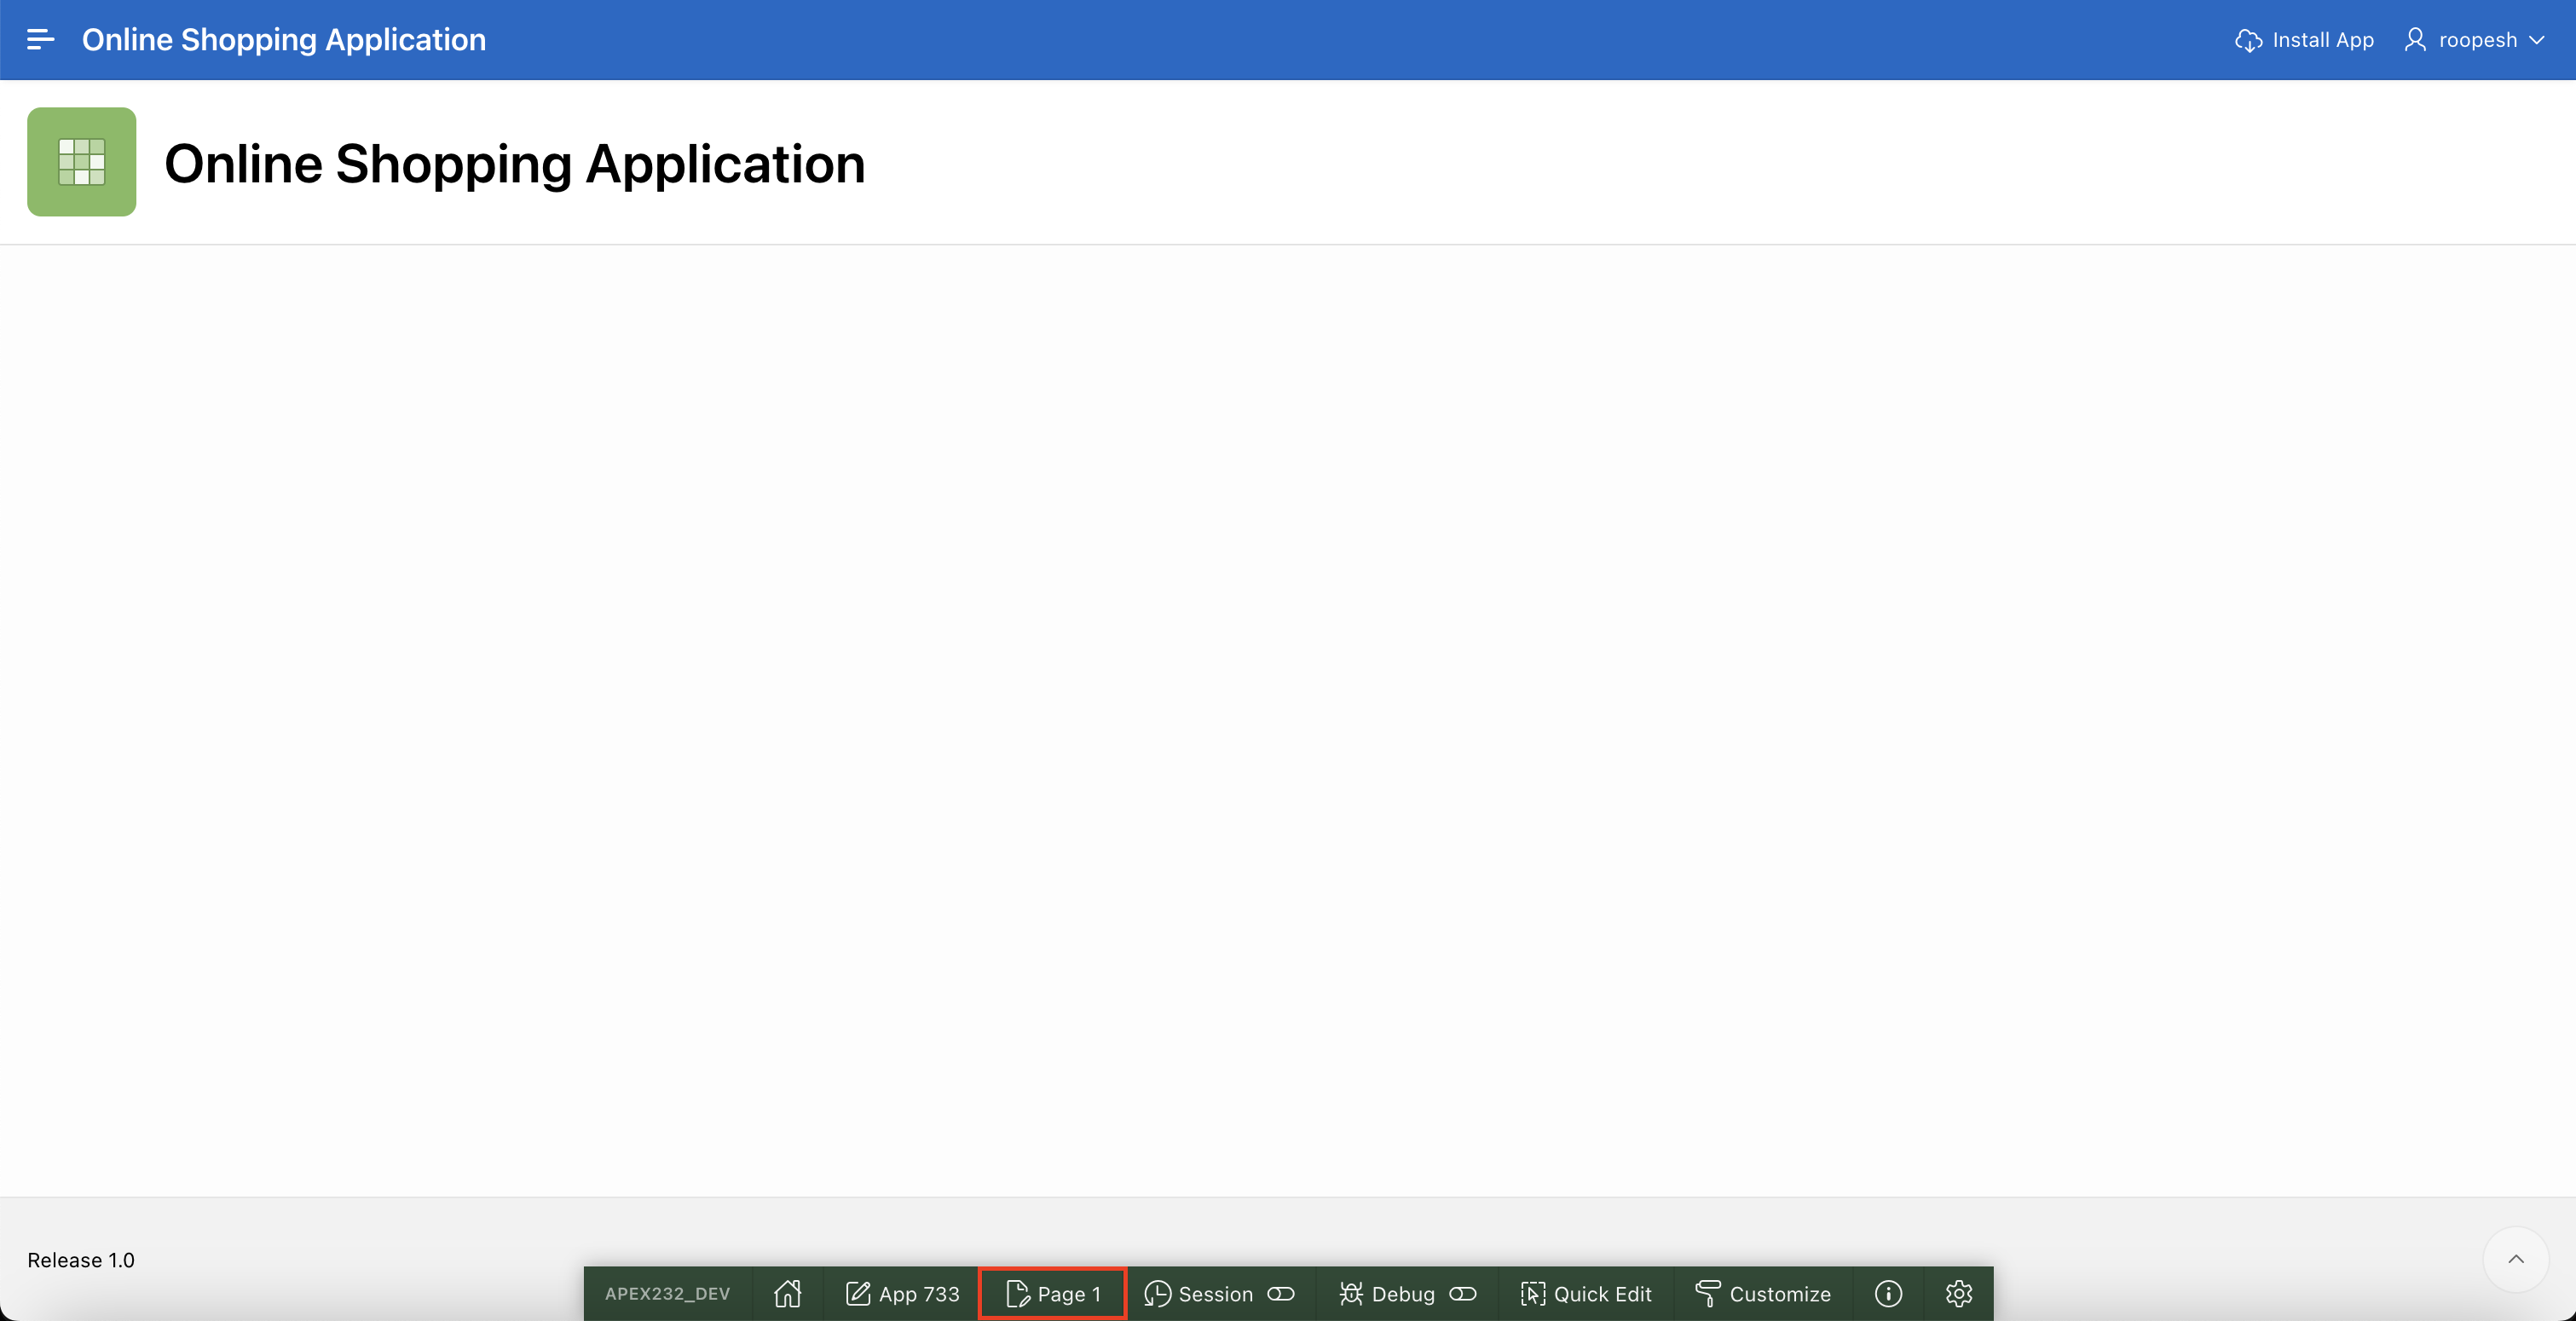 Online Shopping Application
Install App
roopesh
Online Shopping Application
Release 1.0
APEX232_DEV
App 733
Page 1
Session
Debug
Quick Edit
Customize